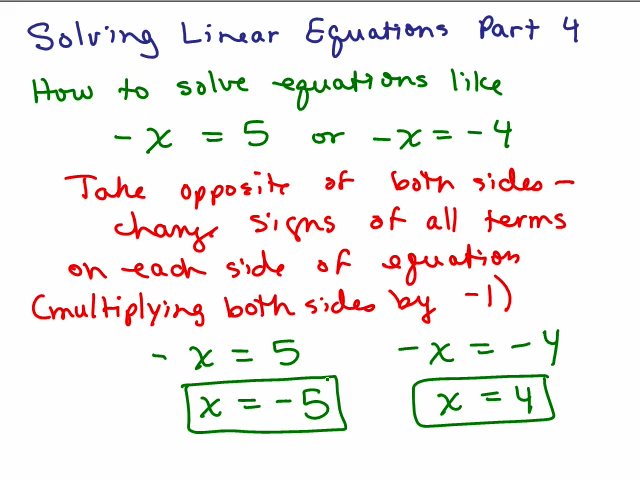 Solving Linear Equations Part 4
How to solve equations like
-x = 5 or -x = -4
Take opposite of both sides -
change signs of all terms
on each side of equation
(multiplying both sides by -1)
-x = 5 -x = -4
x = -5 x = 4